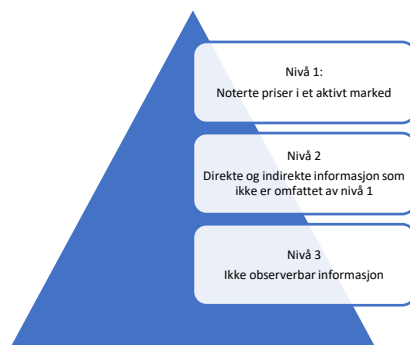 Nivå 1:
Noterte priser i et aktivt marked
Nivå 2
Direkte og indirekte informasjon som
ikke er omfattet av nivå 1
Nivå 3
Ikke observerbar informasjon